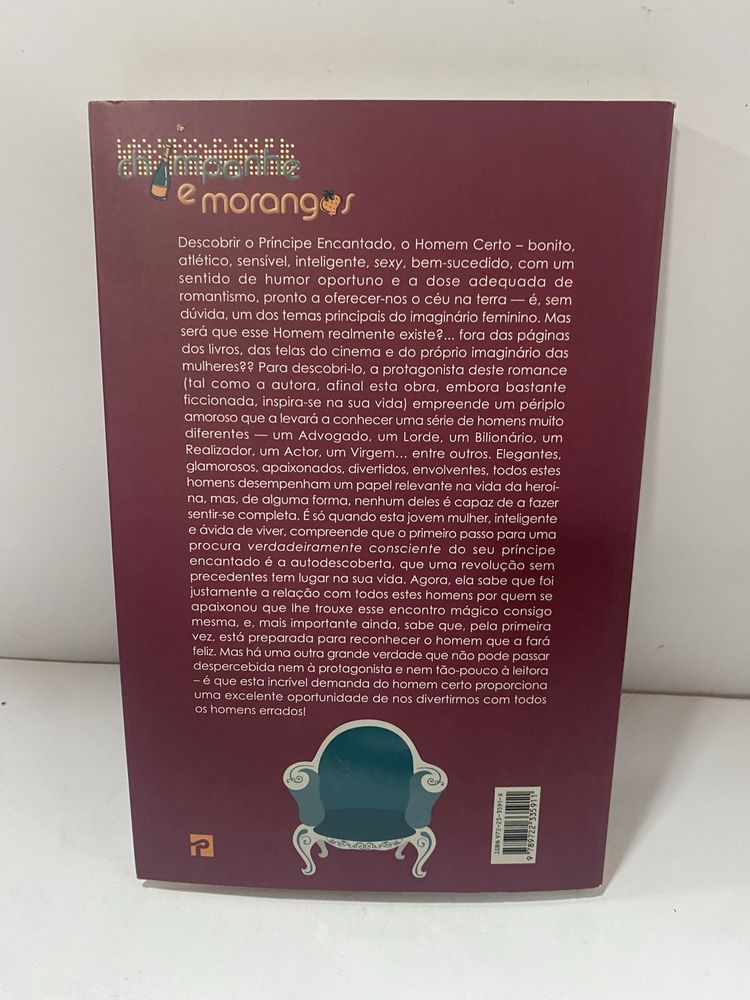 champanhe
e morangos
Descobrir o Príncipe Encantado, o Homem Certo – bonito,
atlético, sensível, inteligente, sexy, bem-sucedido, com um
sentido de humor oportuno e a dose adequada de
romantismo, pronto a oferecer-nos o céu na terra — é, sem
dúvida, um dos temas principais do imaginário feminino. Mas
será que esse Homem realmente existe?... fora das páginas
dos livros, das telas do cinema e do próprio imaginário das
mulheres?? Para descobri-lo, a protagonista deste romance
(tal como a autora, afinal esta obra, embora bastante
ficcionada, inspira-se na sua vida) empreende um périplo
amoroso que a levará a conhecer uma série de homens muito
diferentes — um Advogado, um Lorde, um Bilionário, um
Realizador, um Actor, um Virgem... entre outros. Elegantes,
glamorosos, apaixonados, divertidos, envolventes, todos estes
homens desempenham um papel relevante na vida da heroí-
na, mas, de alguma forma, nenhum deles é capaz de a fazer
sentir-se completa. É só quando esta jovem mulher, inteligente
e ávida de viver, compreende que o primeiro passo para uma
procura verdadeiramente consciente do seu príncipe
encantado é a autodescoberta, que uma revolução sem
precedentes tem lugar na sua vida. Agora, ela sabe que foi
justamente a relação com todos estes homens por quem se
apaixonou que lhe trouxe esse encontro mágico consigo
mesma, e, mais importante ainda, sabe que, pela primeira
vez, está preparada para reconhecer o homem que a fará
feliz. Mas há uma outra grande verdade que não pode passar
despercebida nem à protagonista e nem tão-pouco à leitora
– é que esta incrível demanda do homem certo proporciona
uma excelente oportunidade de nos divertirmos com todos
os homens errados!
ISBN 972-23-3591-X
9 789722 335911
P